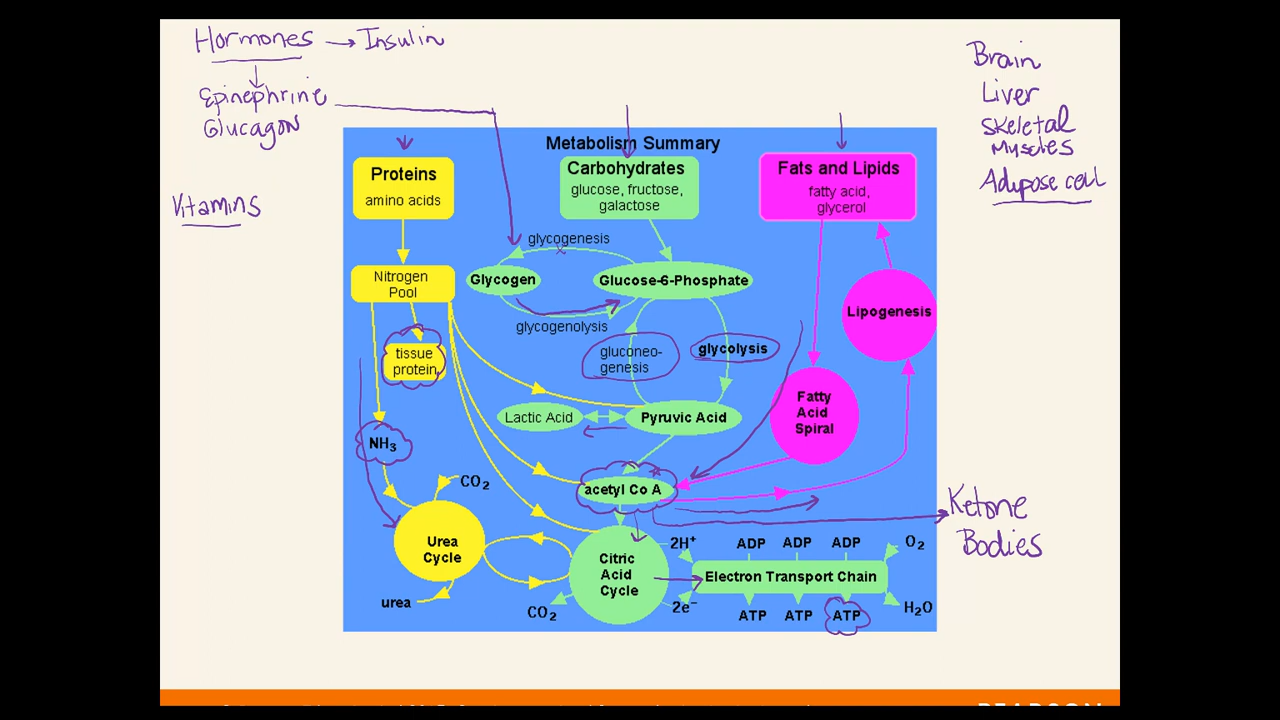 Hormones → Insulin
Epinephrine
Glucagon
Vitamins
Brain
Liver
Skeletal
Muscles
Adipose cell
Metabolism Summary
Proteins
amino acids
Carbohydrates
glucose, fructose,
galactose
Fats and Lipids
fatty acid,
glycerol
Nitrogen
Pool
glycogenesis
Glycogen
Glucose-6-Phosphate
glycogenolysis
Lipogenesis
tissue
protein
gluconeo-
genesis
glycolysis
Lactic Acid
Pyruvic Acid
Fatty
Acid
Spiral
NH3
CO2
acetyl Co A
Ketone
Bodies
Urea
Cycle
urea
Citric
Acid
Cycle
CO2
2H+
2e-
ADP ADP ADP
O2
Electron Transport Chain
ATP ATP ATP
H2O
PEARSON